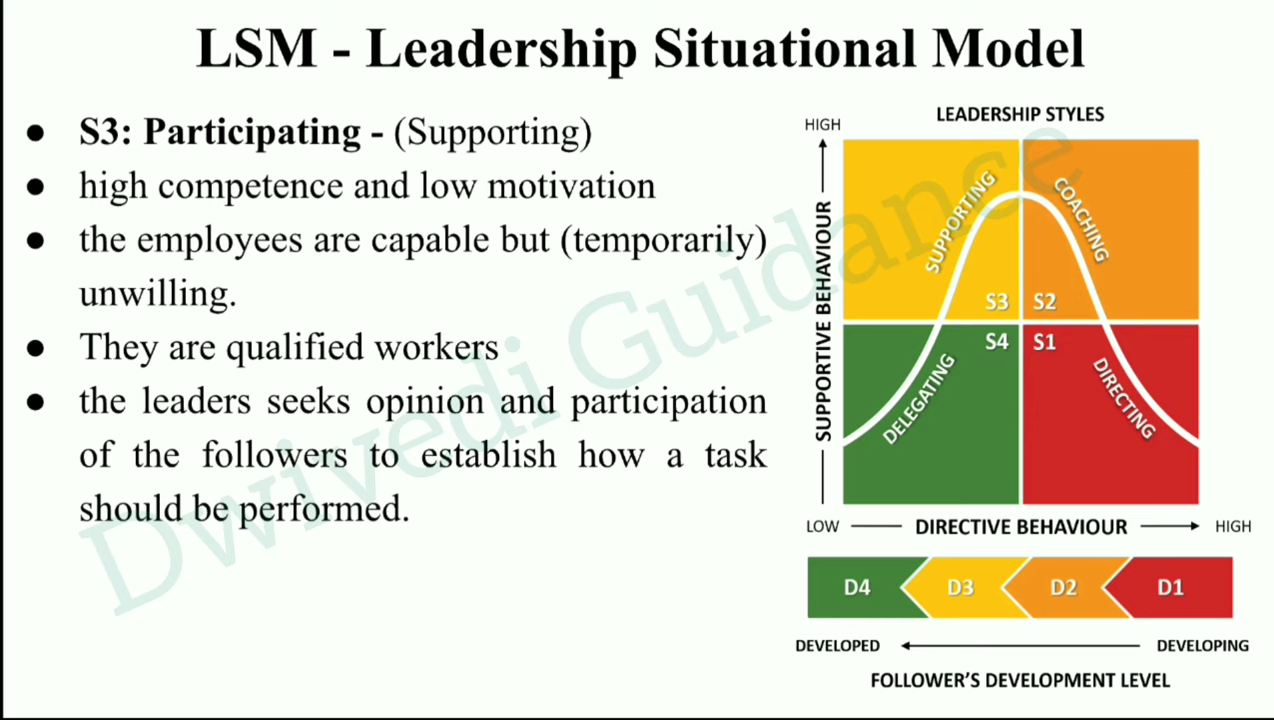 LSM - Leadership Situational Model
● S3: Participating - (Supporting)
● high competence and low motivation
● the employees are capable but (temporarily)
unwilling.
● They are qualified workers
● the leaders seeks opinion and participation
of the followers to establish how a task
should be performed.
LEADERSHIP STYLES
HIGH
SUPPORTIVE BEHAVIOUR
SUPPORTING
COACHING
S3 S2
S4 S1
DELEGATING
DIRECTING
LOW DIRECTIVE BEHAVIOUR HIGH
D4 D3 D2 D1
DEVELOPED DEVELOPING
FOLLOWER'S DEVELOPMENT LEVEL
Dwivedi Guidance